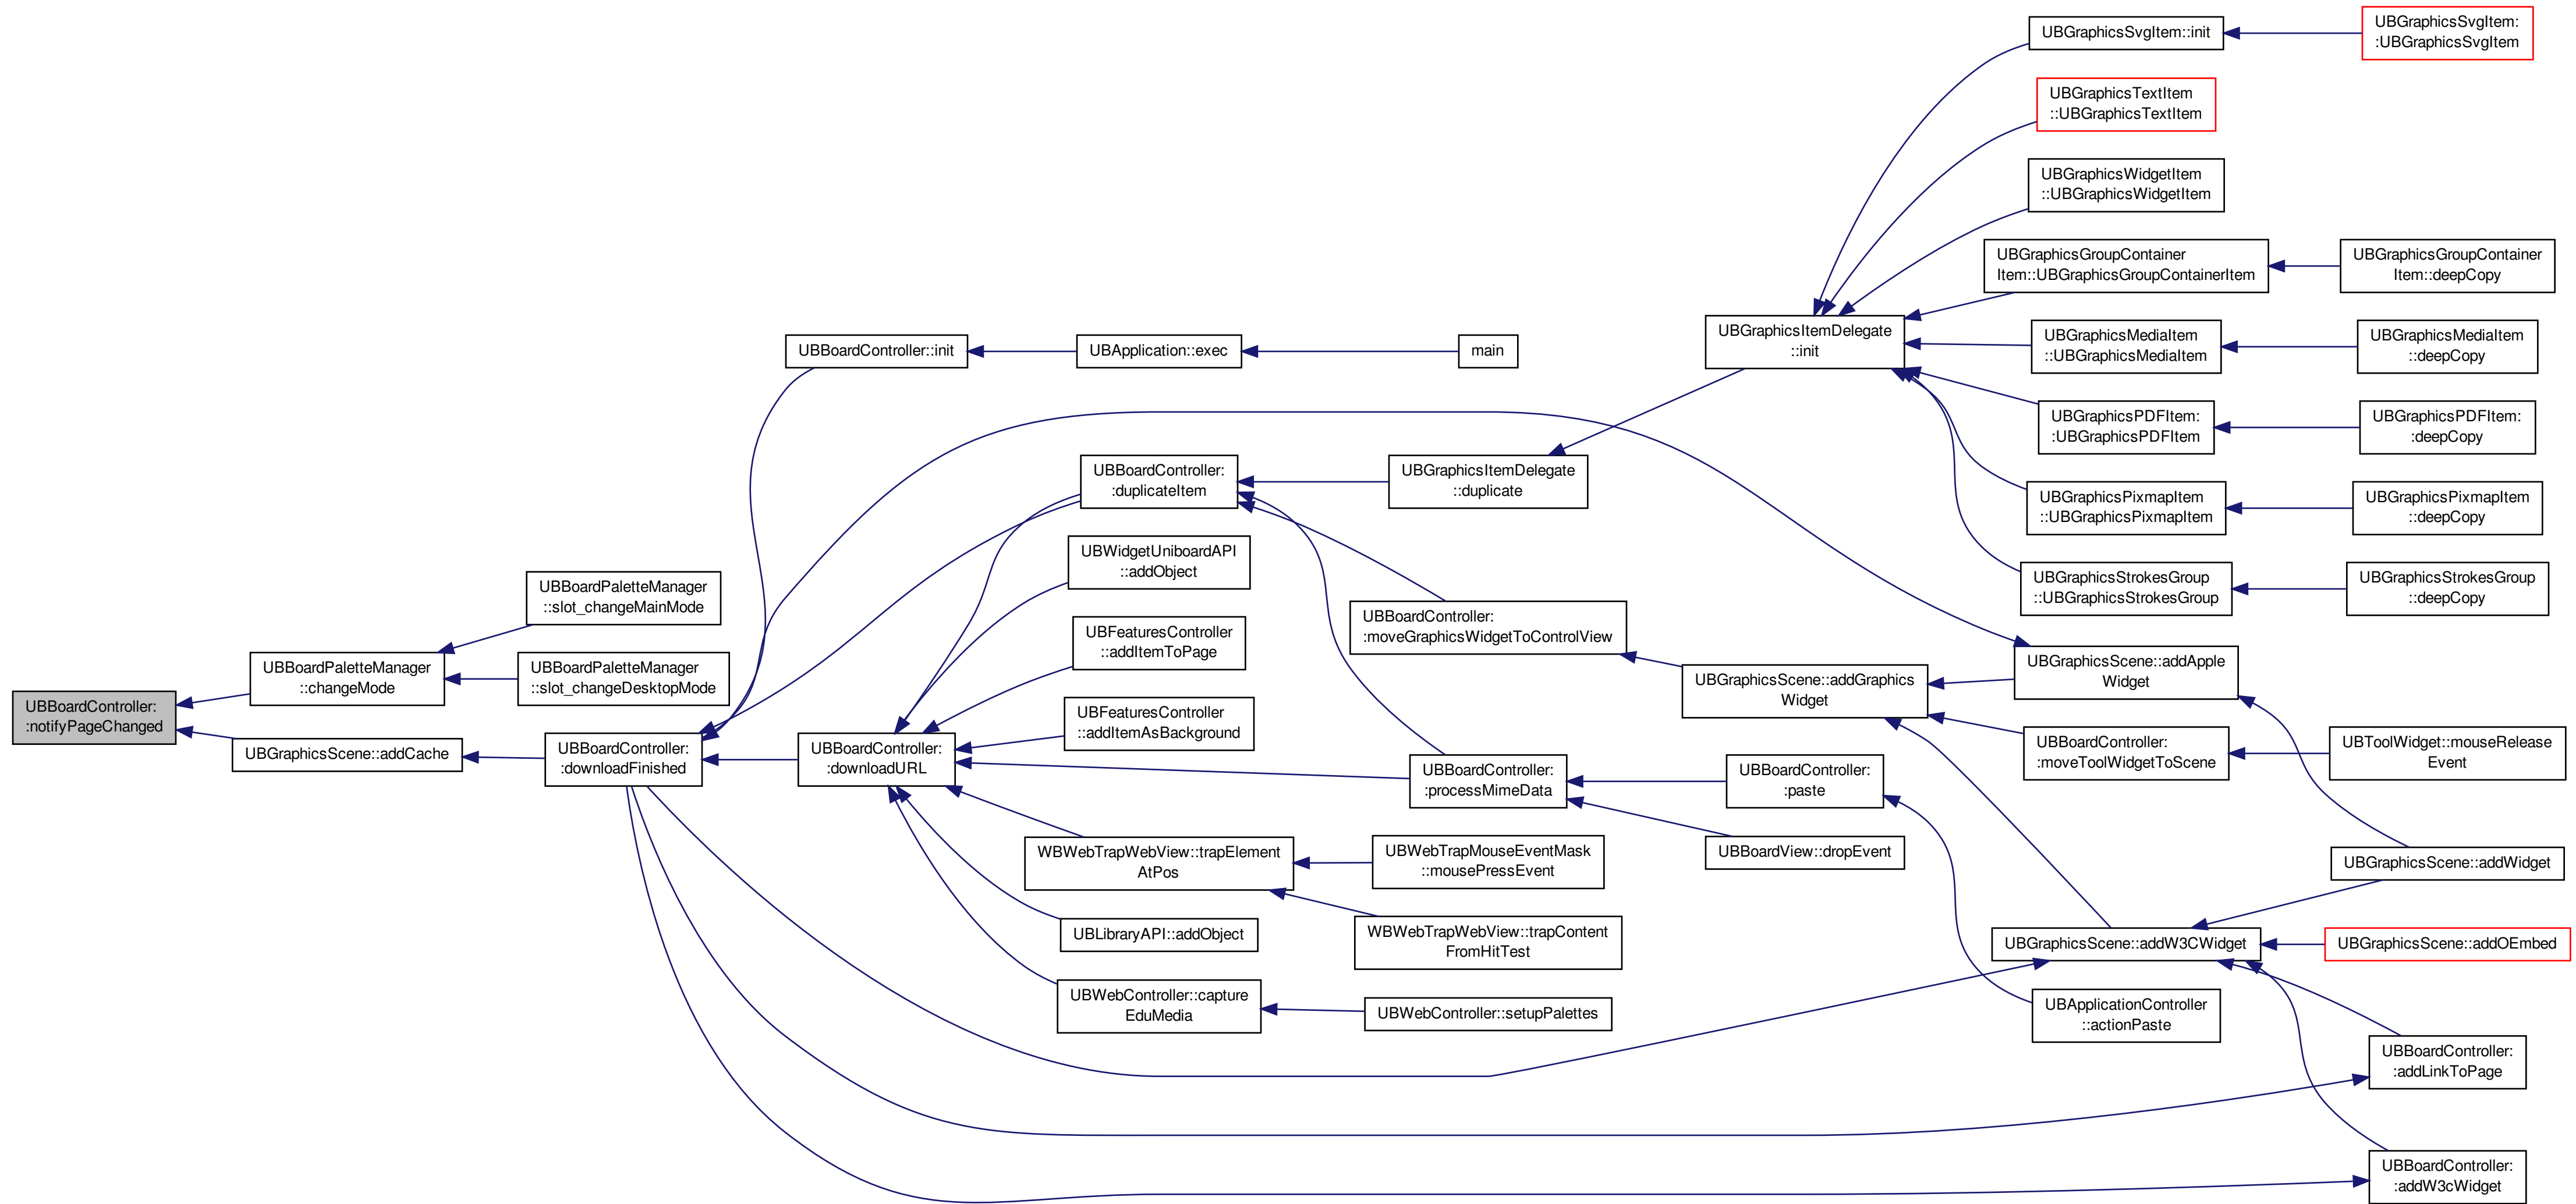 UBGraphicsSvgItem::init
UBGraphicsSvgItem:
:UBGraphicsSvgItem
UBGraphicsTextItem
::UBGraphicsTextItem
UBGraphicsWidgetItem
::UBGraphicsWidgetItem
UBGraphicsGroupContainer
Item::UBGraphicsGroupContainerItem
UBGraphicsGroupContainer
Item::deepCopy
UBBoardController::init
UBApplication::exec
main
UBGraphicsItemDelegate
::init
UBGraphicsMediaItem
::UBGraphicsMediaItem
UBGraphicsMediaItem
::deepCopy
UBGraphicsPDFItem:
:UBGraphicsPDFItem
UBGraphicsPDFItem:
:deepCopy
UBBoardController:
:duplicateItem
UBGraphicsItemDelegate
::duplicate
UBGraphicsPixmapItem
::UBGraphicsPixmapItem
UBGraphicsPixmapItem
::deepCopy
UBWidgetUniboardAPI
::addObject
UBBoardPaletteManager
::slot_changeMainMode
UBGraphicsStrokesGroup
::UBGraphicsStrokesGroup
UBGraphicsStrokesGroup
::deepCopy
UBFeaturesController
::addItemToPage
UBBoardController:
:moveGraphicsWidgetToControlView
UBBoardPaletteManager
::changeMode
UBBoardPaletteManager
::slot_changeDesktopMode
UBGraphicsScene::addGraphics
Widget
UBGraphicsScene::addApple
Widget
UBBoardController:
:notifyPageChanged
UBGraphicsScene::addCache
UBBoardController:
:downloadFinished
UBBoardController:
:downloadURL
UBFeaturesController
::addItemAsBackground
UBBoardController:
:moveToolWidgetToScene
UBToolWidget::mouseRelease
Event
UBBoardController:
:processMimeData
UBBoardController:
:paste
WBWebTrapWebView::trapElement
AtPos
UBWebTrapMouseEventMask
::mousePressEvent
UBBoardView::dropEvent
UBGraphicsScene::addWidget
UBLibraryAPI::addObject
WBWebTrapWebView::trapContent
FromHitTest
UBGraphicsScene::addW3CWidget
UBGraphicsScene::addOEmbed
UBWebController::capture
EduMedia
UBWebController::setupPalettes
UBApplicationController
::actionPaste
UBBoardController:
:addLinkToPage
UBBoardController:
:addW3cWidget